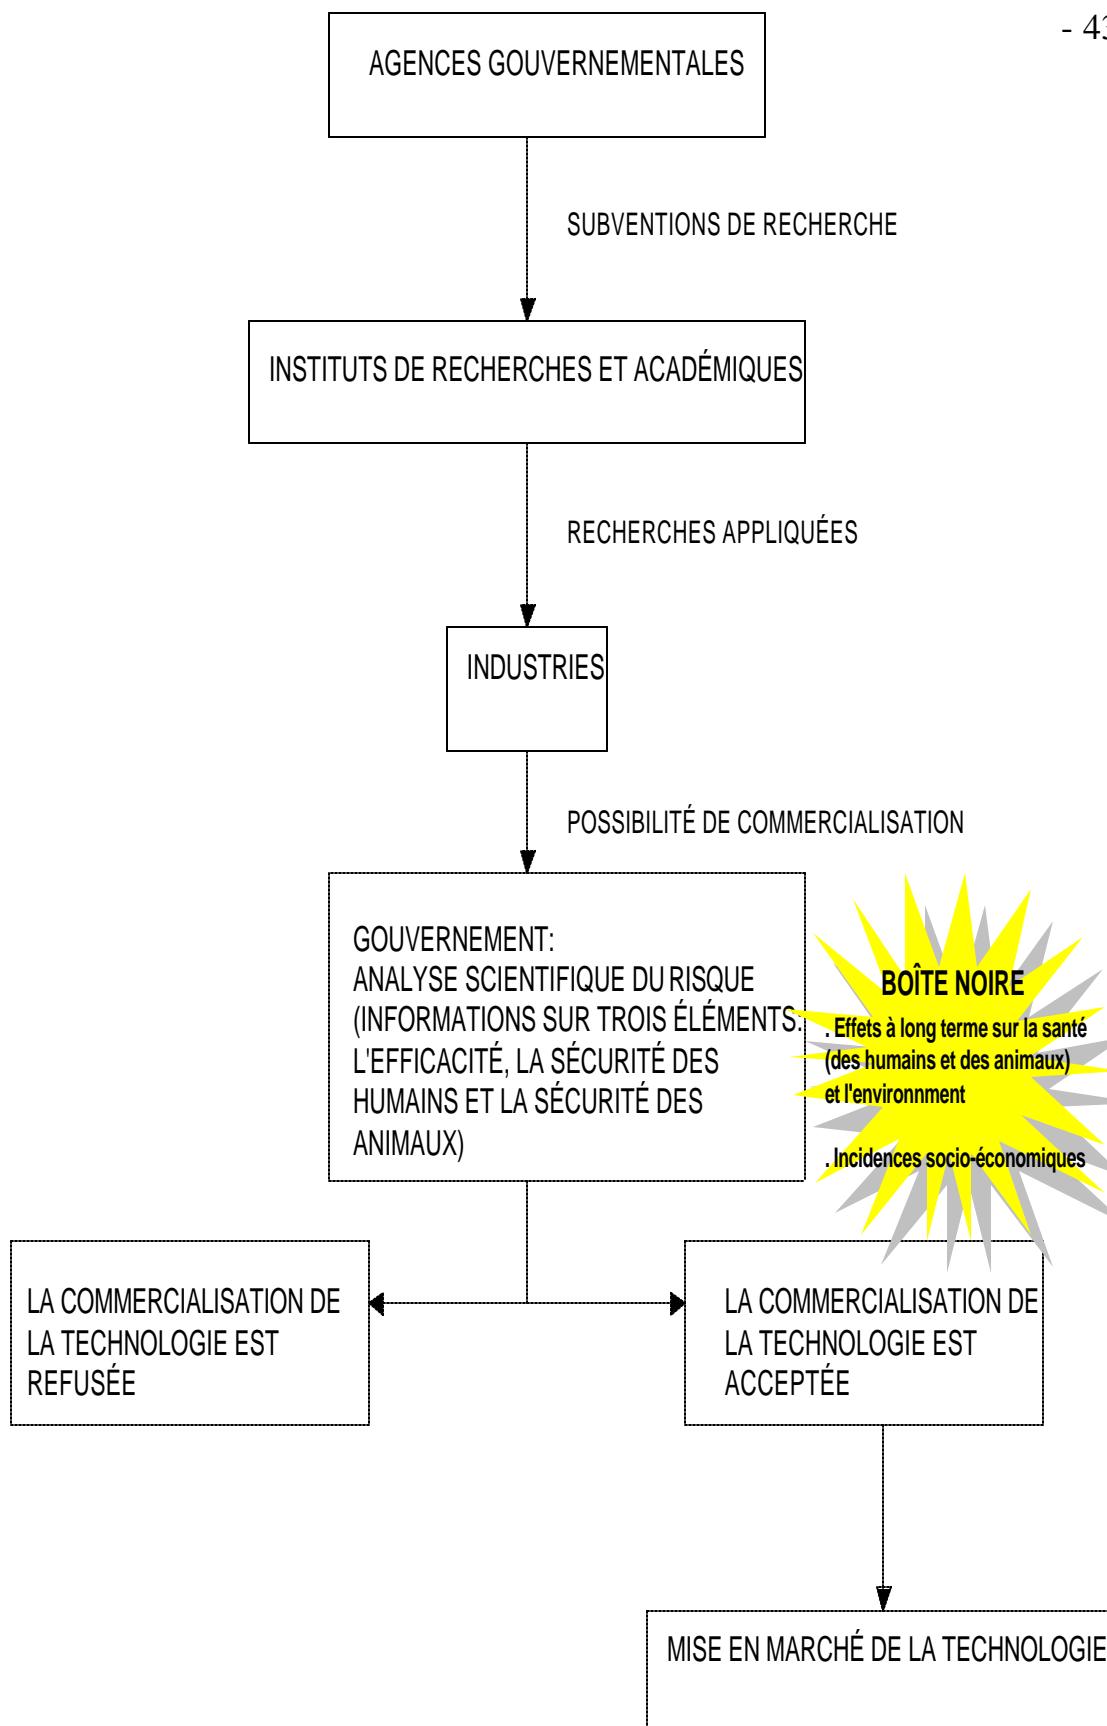 - 43
AGENCES GOUVERNEMENTALES
SUBVENTIONS DE RECHERCHE
INSTITUTS DE RECHERCHES ET ACADÉMIQUES
RECHERCHES APPLIQUÉES
INDUSTRIES
POSSIBILITÉ DE COMMERCIALISATION
GOUVERNEMENT:
ANALYSE SCIENTIFIQUE DU RISQUE
(INFORMATIONS SUR TROIS ÉLÉMENTS:
L'EFFICACITÉ, LA SÉCURITÉ DES
HUMAINS ET LA SÉCURITÉ DES
ANIMAUX)
BOÎTE NOIRE
. Effets à long terme sur la santé
(des humains et des animaux)
et l'environnment
. Incidences socio-économiques
LA COMMERCIALISATION DE
LA TECHNOLOGIE EST
REFUSÉE
LA COMMERCIALISATION DE
LA TECHNOLOGIE EST
ACCEPTÉE
MISE EN MARCHÉ DE LA TECHNOLOGIE